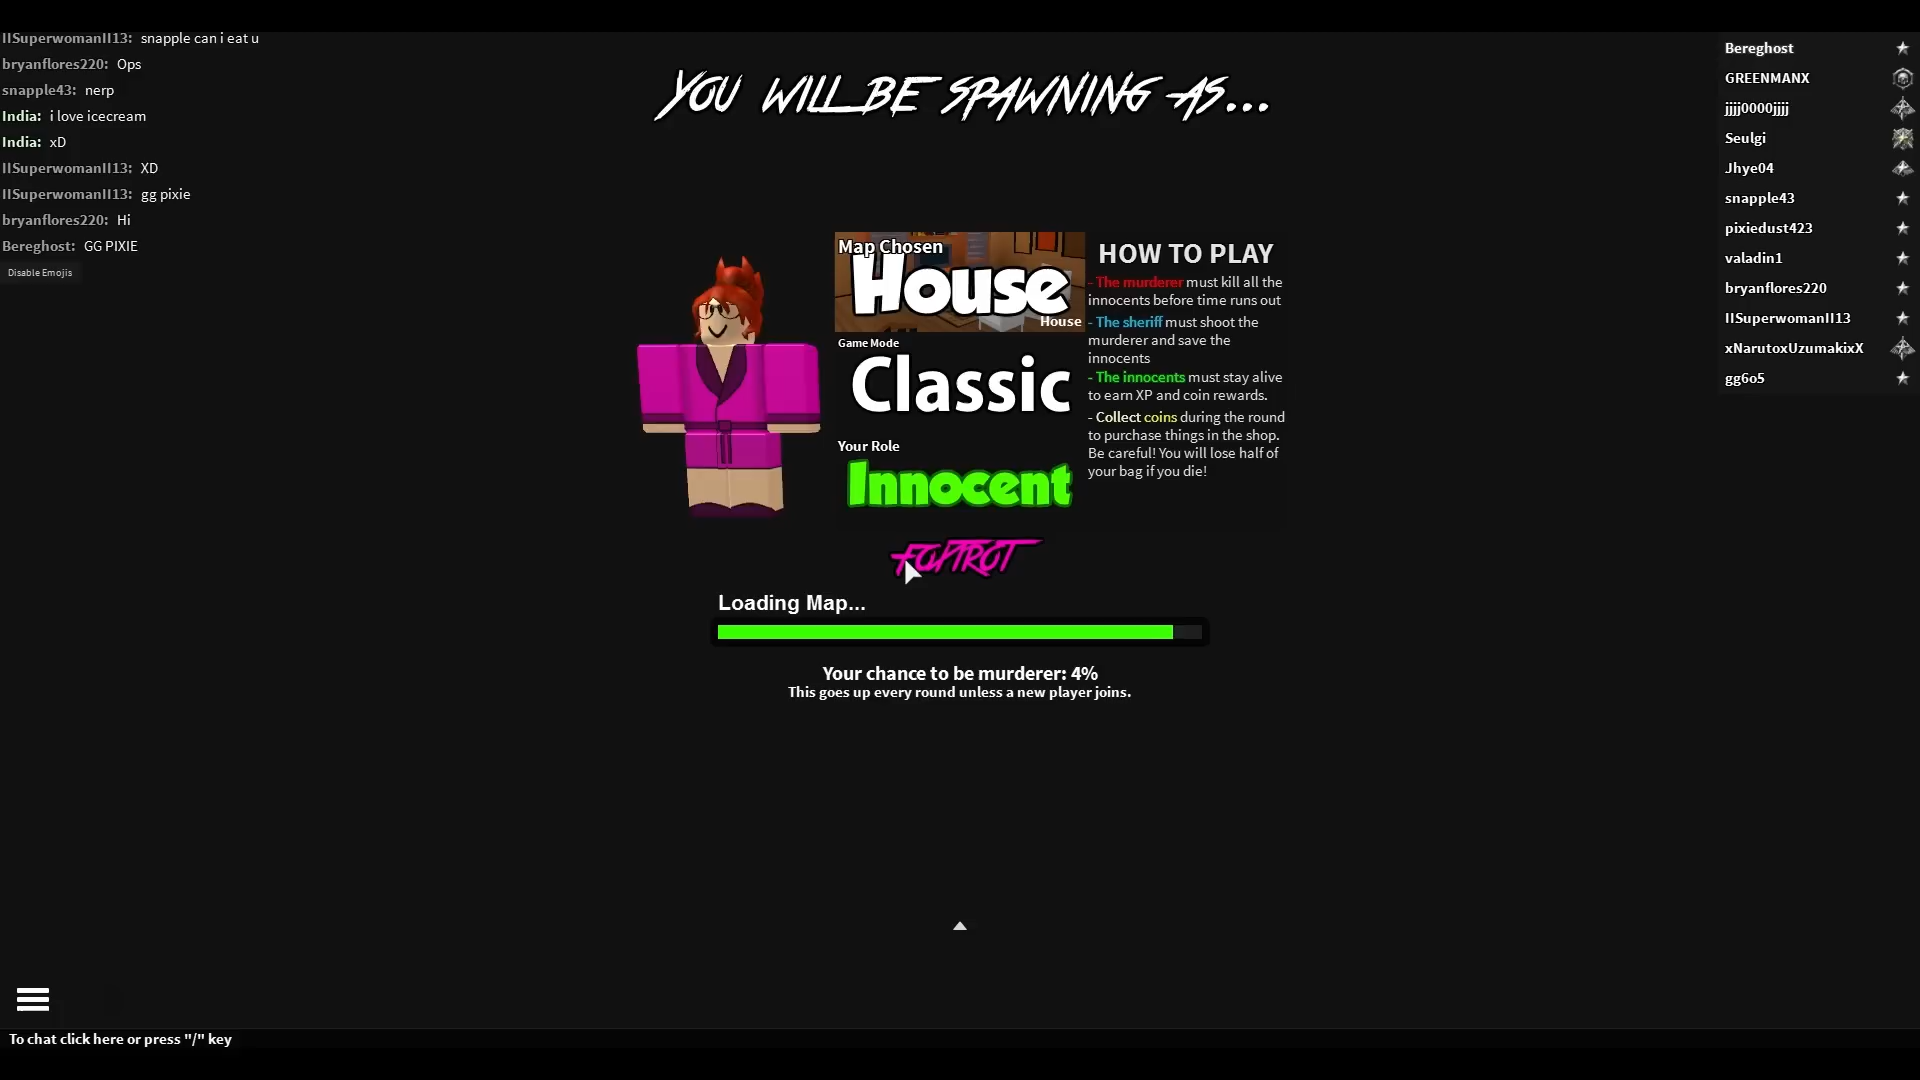 IISuperwomanII13: snapple can i eat u
bryanflores220: Ops
snapple43: nerp
India: i love icecream
India: xD
IISuperwomanII13: XD
IISuperwomanII13: gg pixie
bryanflores220: Hi
Bereghost: GG PIXIE
Disable Emojis
YOU WILL BE SPAWNING AS...
Map Chosen
House
House
Game Mode
Classic
Your Role
Innocent
HOW TO PLAY
- The murderer must kill all the
innocents before time runs out
- The sheriff must shoot the
murderer and save the
innocents
- The innocents must stay alive
to earn XP and coin rewards.
- Collect coins during the round
to purchase things in the shop.
Be careful! You will lose half of
your bag if you die!
FOXTROT
Loading Map...
Your chance to be murderer: 4%
This goes up every round unless a new player joins.
Bereghost
GREENMANX
jjjj0000jjjj
Seulgi
Jhye04
snapple43
pixiedust423
valadin1
bryanflores220
IISuperwomanII13
xNarutoxUzumakixX
gg6o5
To chat click here or press "/" key